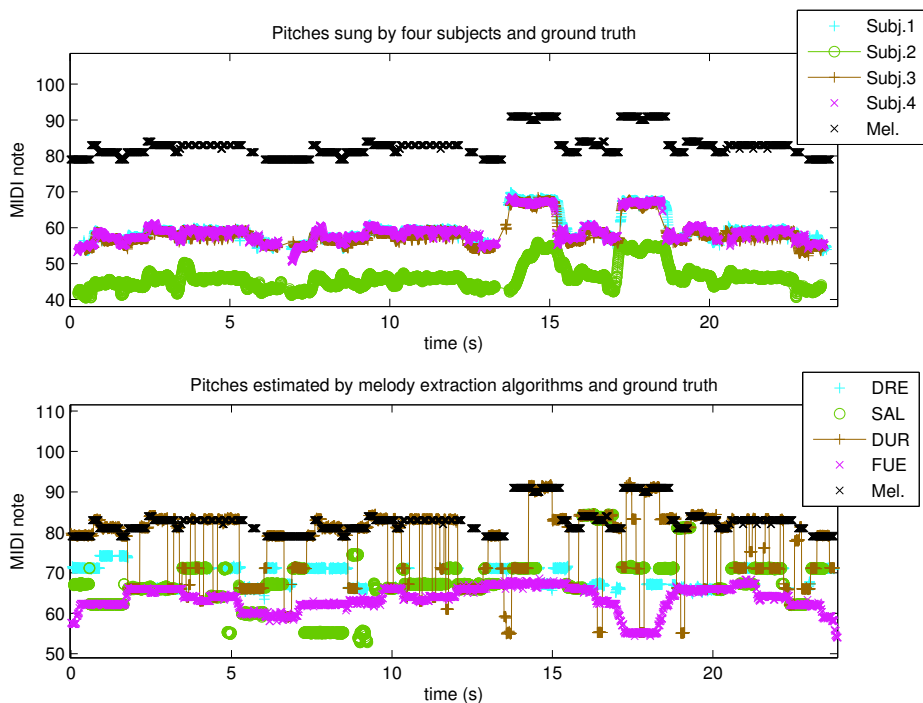 Pitches sung by four subjects and ground truth
Subj.1
Subj.2
Subj.3
Subj.4
Mel.
MIDI note
100
90
80
70
60
50
40
0 5 10 15 20
time (s)
Pitches estimated by melody extraction algorithms and ground truth
DRE
SAL
DUR
FUE
Mel.
MIDI note
110
100
90
80
70
60
50
0 5 10 15 20
time (s)